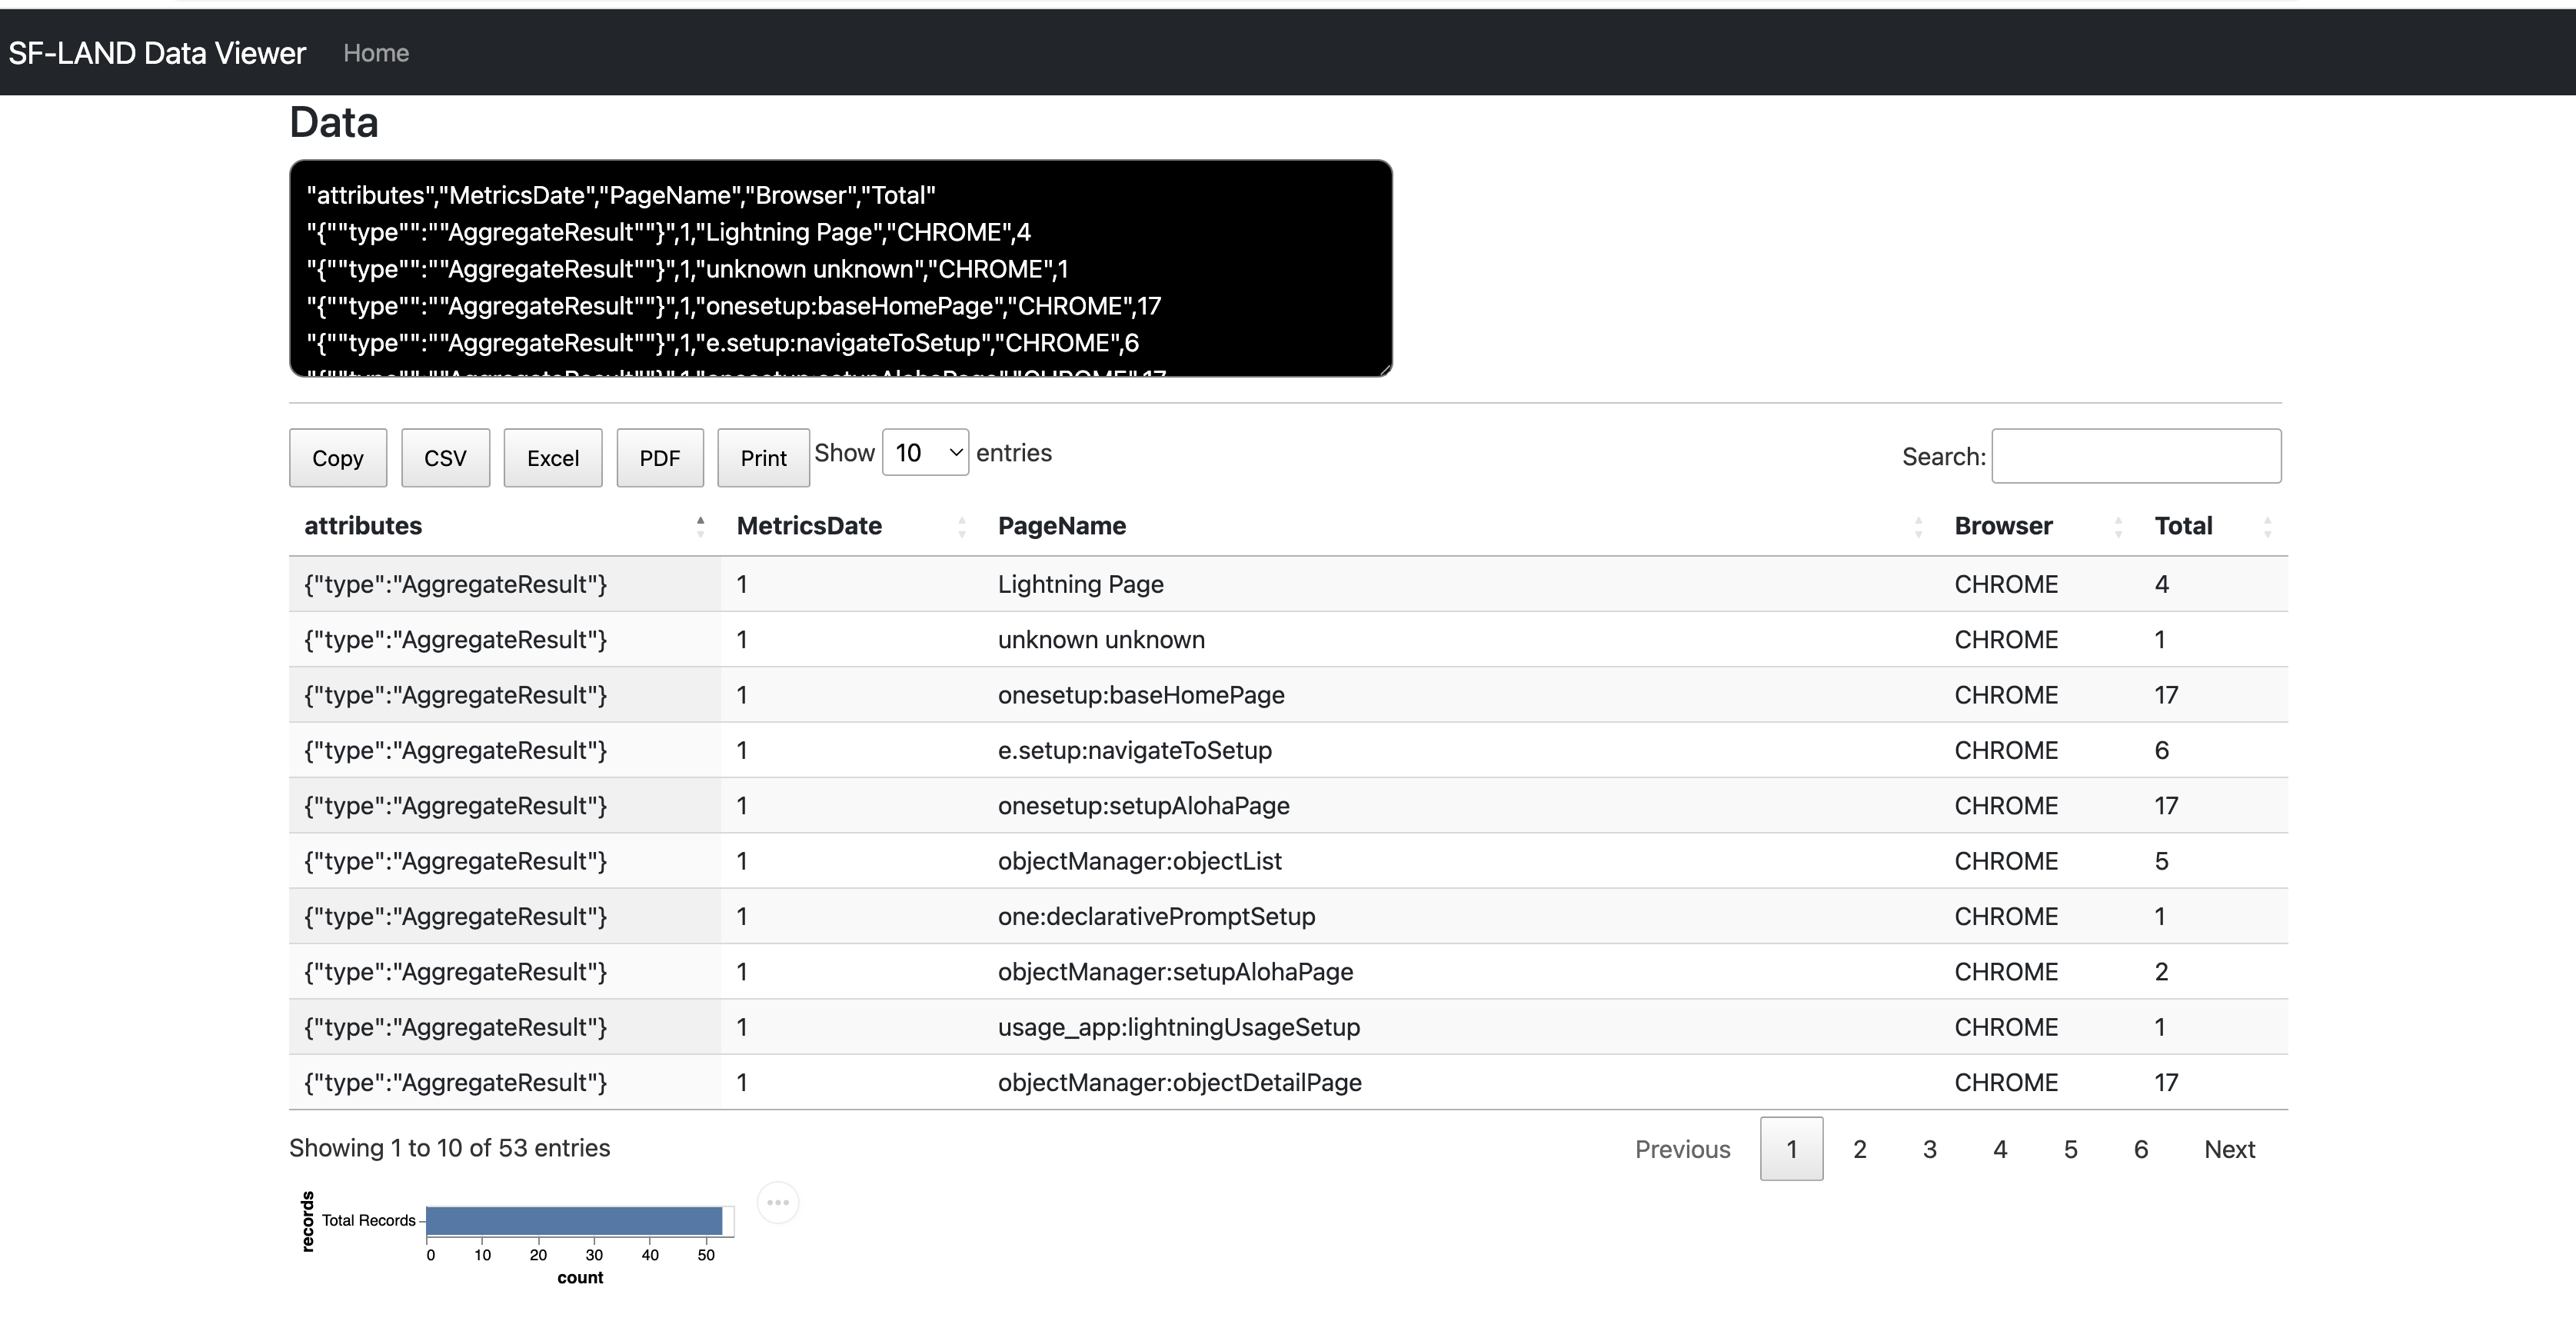 SF-LAND Data Viewer Home
Data
"attributes","MetricsDate","PageName","Browser","Total"
"{""type"":""AggregateResult""}",1,"Lightning Page","CHROME",4
"{""type"":""AggregateResult""}",1,"unknown unknown","CHROME",1
"{""type"":""AggregateResult""}",1,"onesetup:baseHomePage","CHROME",17
"{""type"":""AggregateResult""}",1,"e.setup:navigateToSetup","CHROME",6
"{""type"":""AggregateResult""}",1,"onesetup:setupAlohaPage","CHROME",17
Copy CSV Excel PDF Print Show 10 entries Search:
attributes MetricsDate PageName Browser Total
{"type":"AggregateResult"} 1 Lightning Page CHROME 4
{"type":"AggregateResult"} 1 unknown unknown CHROME 1
{"type":"AggregateResult"} 1 onesetup:baseHomePage CHROME 17
{"type":"AggregateResult"} 1 e.setup:navigateToSetup CHROME 6
{"type":"AggregateResult"} 1 onesetup:setupAlohaPage CHROME 17
{"type":"AggregateResult"} 1 objectManager:objectList CHROME 5
{"type":"AggregateResult"} 1 one:declarativePromptSetup CHROME 1
{"type":"AggregateResult"} 1 objectManager:setupAlohaPage CHROME 2
{"type":"AggregateResult"} 1 usage_app:lightningUsageSetup CHROME 1
{"type":"AggregateResult"} 1 objectManager:objectDetailPage CHROME 17
Showing 1 to 10 of 53 entries Previous 1 2 3 4 5 6 Next
records
Total Records
0 10 20 30 40 50
count